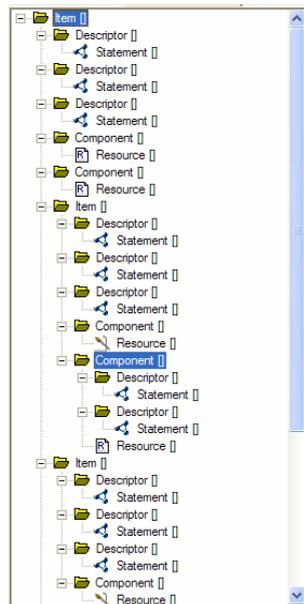 Item []
Descriptor []
Statement []
Descriptor []
Statement []
Descriptor []
Statement []
Component []
R Resource []
Component []
R Resource []
Item []
Descriptor []
Statement []
Descriptor []
Statement []
Descriptor []
Statement []
Component []
Resource []
Component []
Descriptor []
Statement []
Descriptor []
Statement []
R Resource []
Item []
Descriptor []
Statement []
Descriptor []
Statement []
Descriptor []
Statement []
Component []
Resource []